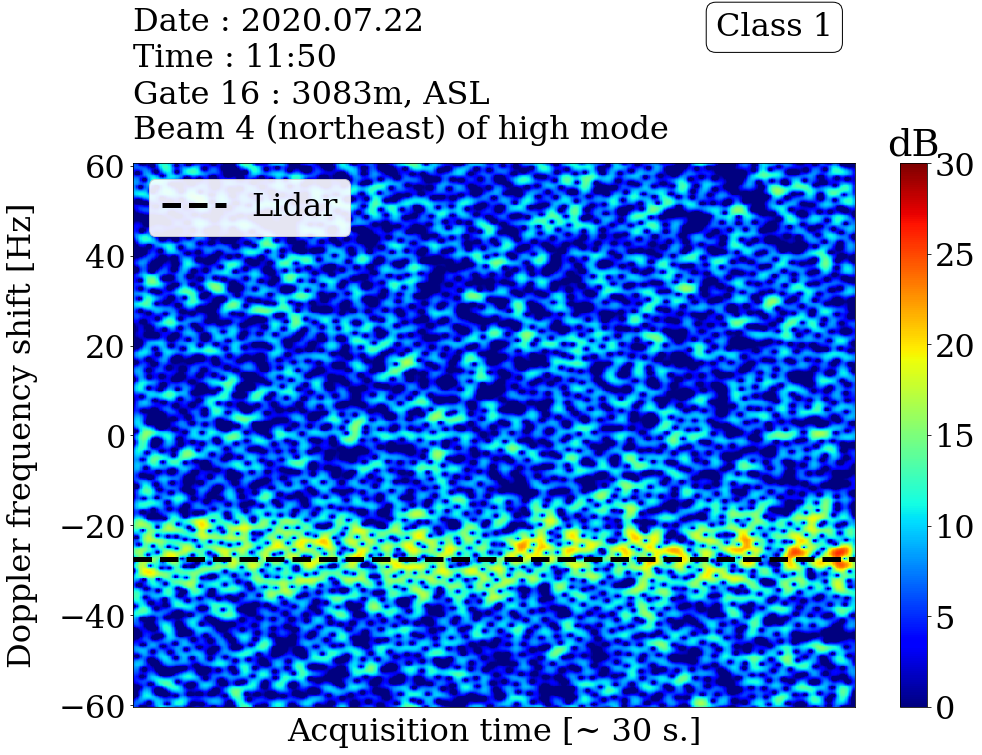 Date : 2020.07.22
Time : 11:50
Gate 16 : 3083m, ASL
Beam 4 (northeast) of high mode
Class 1
dB
Doppler frequency shift [Hz]
60
40
20
0
−20
−40
−60
Lidar
30
25
20
15
10
5
0
Acquisition time [~ 30 s.]